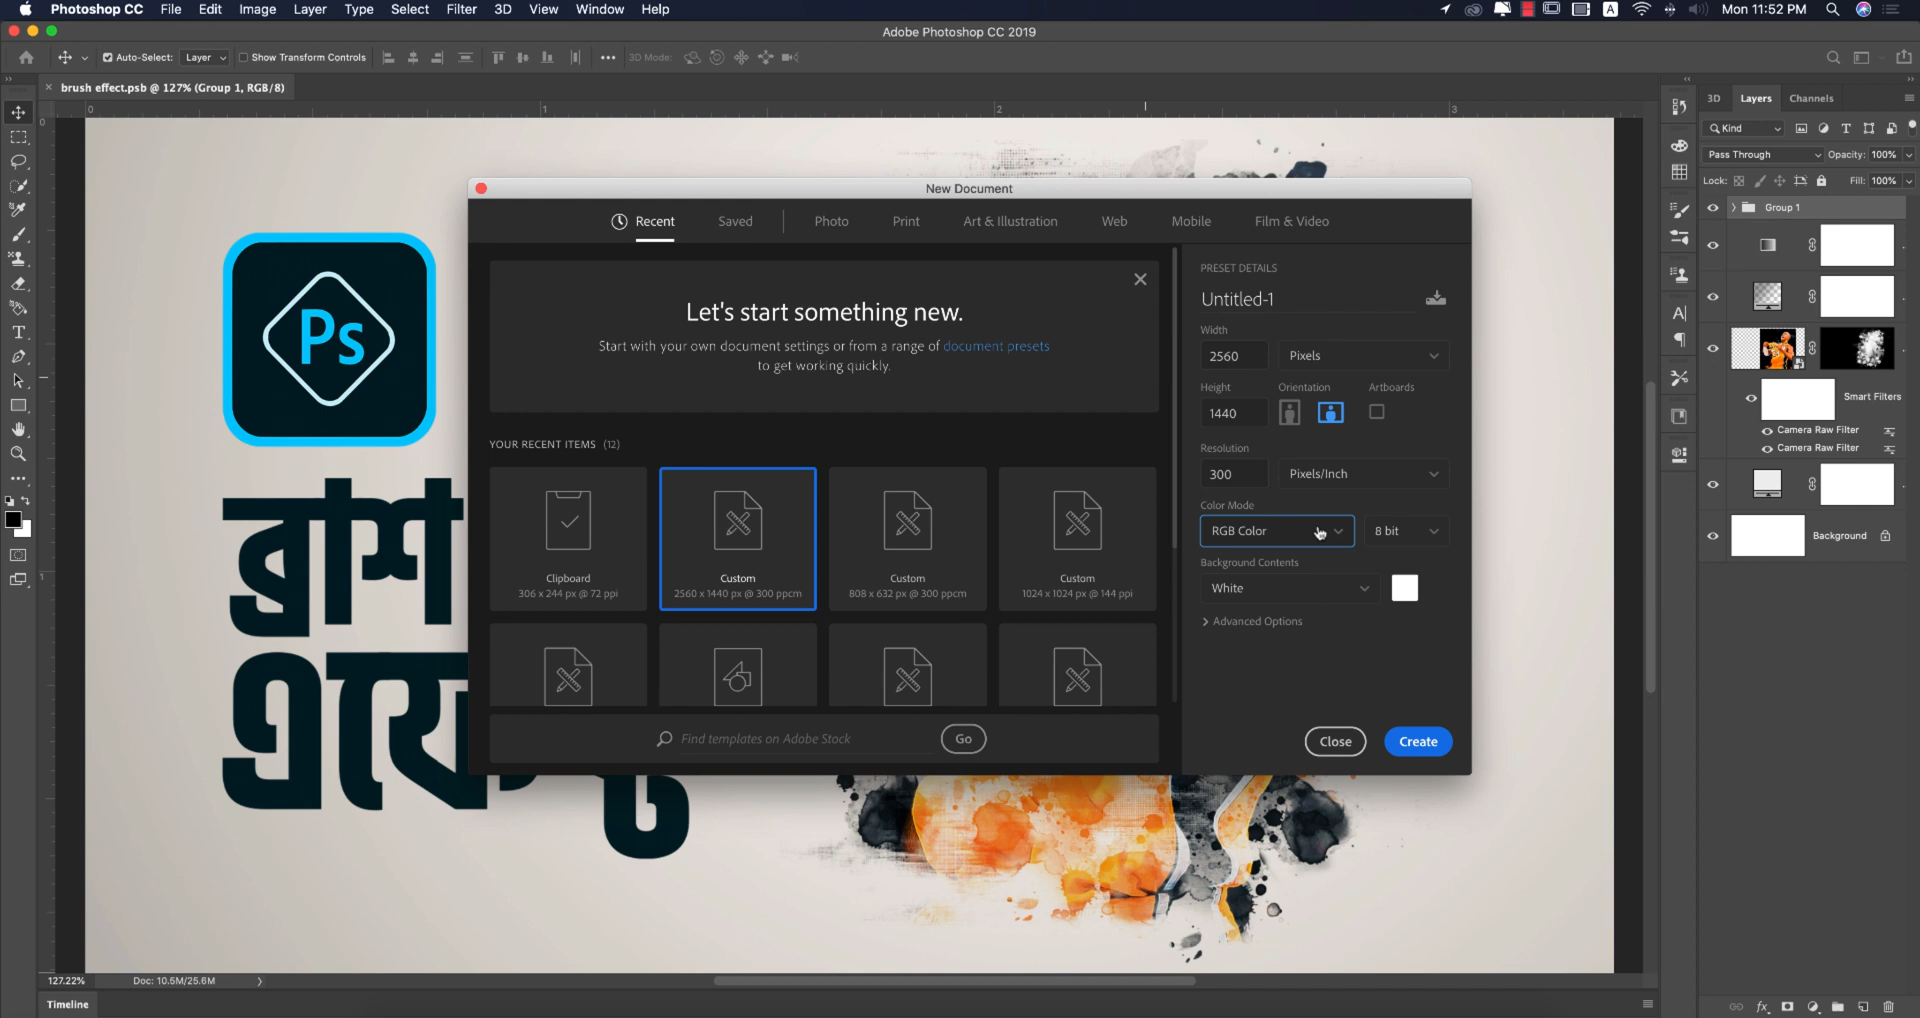 Photoshop CC File Edit Image Layer Type Select Filter 3D View Window Help
A Mon 11:52 PM
Adobe Photoshop CC 2019
Auto-Select: Layer Show Transform Controls 3D Mode:
brush effect.psb @ 127% (Group 1, RGB/8)
0 1 2 3
0
1
Ps
ব্রাশ
এফেক্ট
New Document
Recent Saved Photo Print Art & Illustration Web Mobile Film & Video
Let's start something new.
Start with your own document settings or from a range of document presets
to get working quickly.
YOUR RECENT ITEMS (12)
Clipboard
306 x 244 px @ 72 ppi
Custom
2560 x 1440 px @ 300 ppcm
Custom
808 x 632 px @ 300 ppcm
Custom
1024 x 1024 px @ 144 ppi
Find templates on Adobe Stock Go
PRESET DETAILS
Untitled-1
Width
2560 Pixels
Height Orientation Artboards
1440
Resolution
300 Pixels/Inch
Color Mode
RGB Color 8 bit
Background Contents
White
Advanced Options
Close Create
3D Layers Channels
Kind
Pass Through Opacity: 100%
Lock: Fill: 100%
Group 1
Smart Filters
Camera Raw Filter
Camera Raw Filter
Background
127.22% Doc: 10.5M/25.6M
Timeline